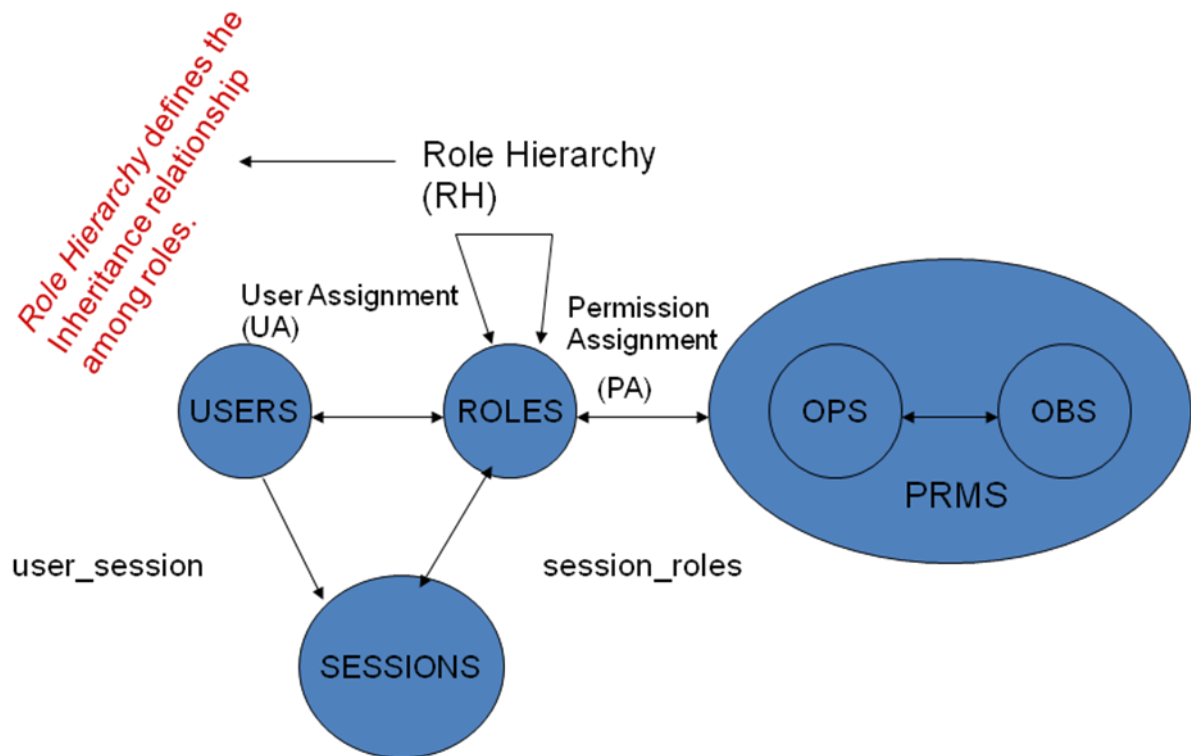 Role Hierarchy defines the
Inheritance relationship
among roles.
Role Hierarchy
(RH)
User Assignment
(UA)
Permission
Assignment
(PA)
USERS
ROLES
OPS
OBS
PRMS
user_session
session_roles
SESSIONS